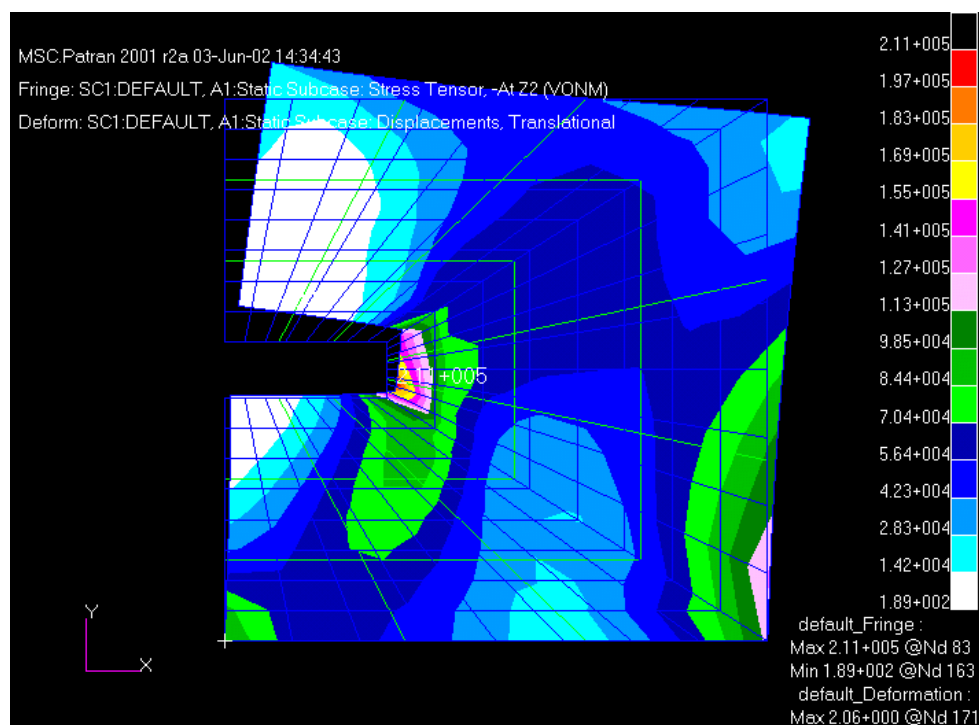 MSC.Patran 2001 r2a 03-Jun-02 14:34:43
Fringe: SC1:DEFAULT, A1:Static Subcase: Stress Tensor, -At Z2 (VONM)
Deform: SC1:DEFAULT, A1:Static Subcase: Displacements, Translational
2.11+005
1.97+005
1.83+005
1.69+005
1.55+005
1.41+005
1.27+005
1.13+005
9.85+004
8.44+004
7.04+004
5.64+004
4.23+004
2.83+004
1.42+004
1.89+002
2.11+005
Y
X
default_Fringe :
Max 2.11+005 @Nd 83
Min 1.89+002 @Nd 163
default_Deformation :
Max 2.06+000 @Nd 171